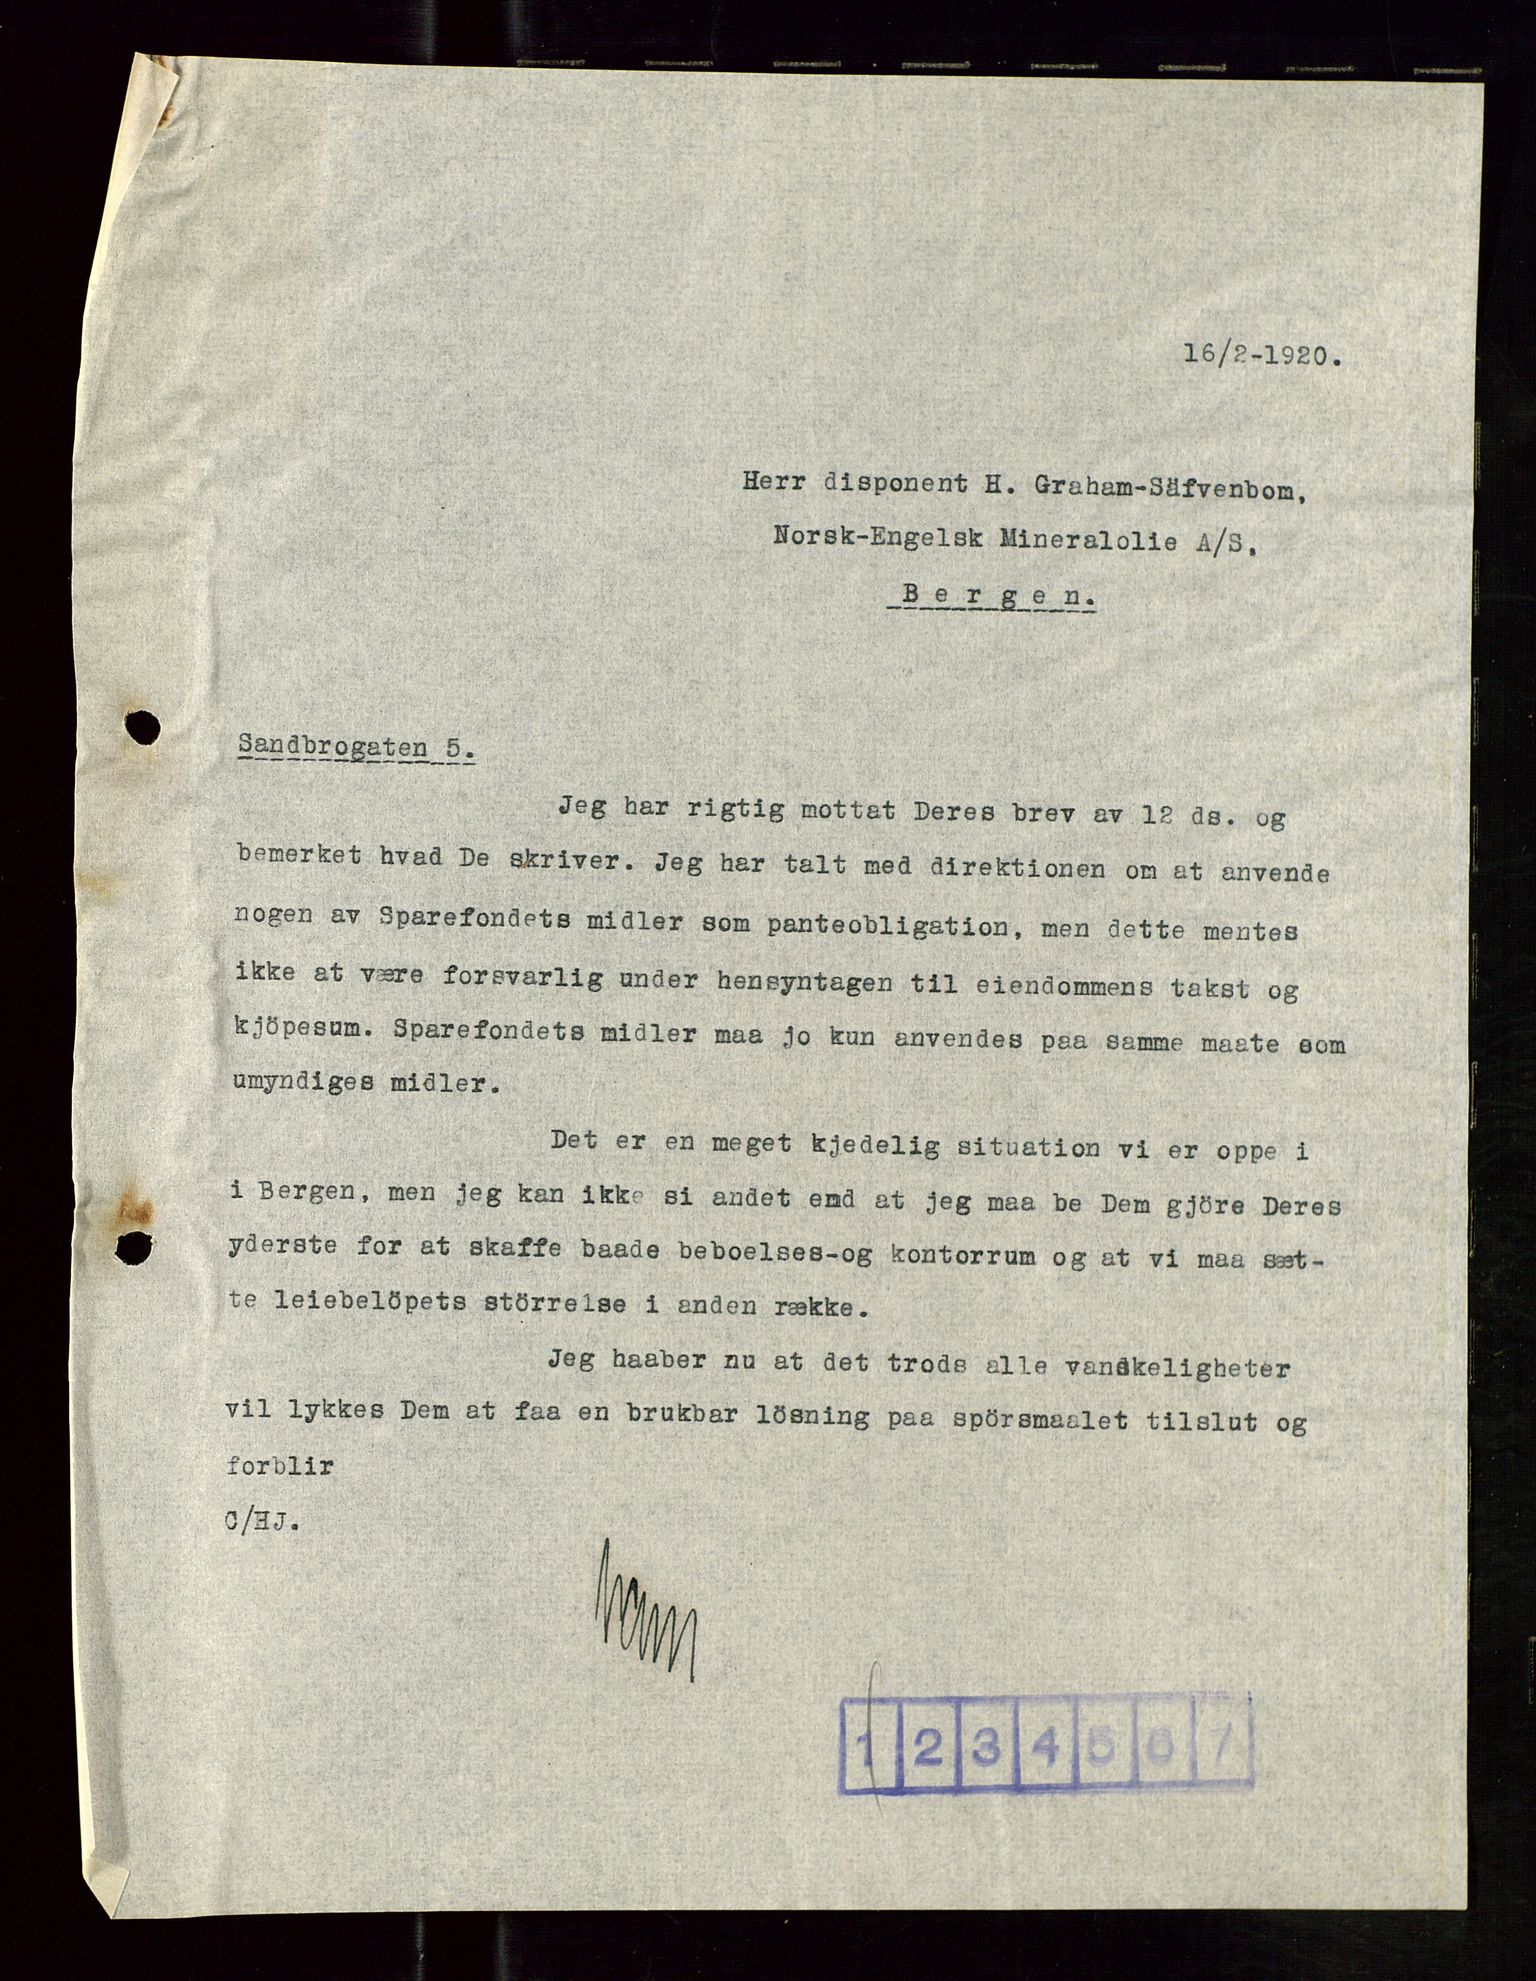 16/2-1920.
Herr disponent H. Graham-Säfvenbom,
Norsk-Engelsk Mineralolie A/S.
Bergen.
Sandbrogaten 5.
Jeg har rigtig mottat Deres brev av 12 ds. og
bemerket hvad De skriver. Jeg har talt med direktionen om at anvende
nogen av Sparefondets midler som panteobligation, men dette mentes
ikke at være forsvarlig under hensyntagen til eiendommens takst og
kjöpesum. Sparefondets midler maa jo kun anvendes paa samme maate som
umyndiges midler.
Det er en meget kjedelig situation vi er oppe i
i Bergen, men jeg kan ikke si andet end at jeg maa be Dem gjöre Deres
yderste for at skaffe baade beboelses-og kontorrum og at vi maa sæt-
te leiebelöpets störrelse i anden række.
Jeg haaber nu at det trods alle vanskeligheter
vil lykkes Dem at faa en brukbar lösning paa spörsmaalet tilslut og
forblir
C/HJ.
1 2 3 4 5 6 7